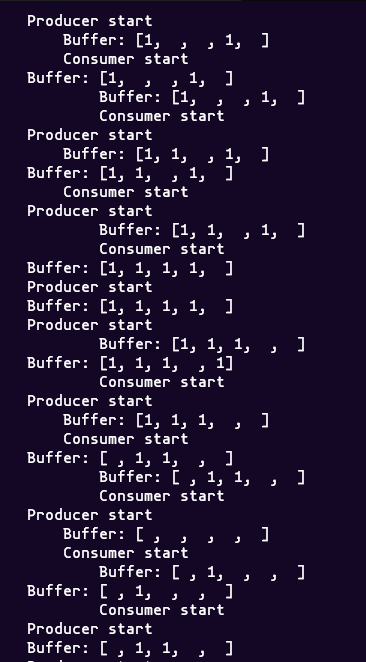 Producer start
Buffer: [1,  ,  , 1,  ]
Consumer start
Buffer: [1,  ,  , 1,  ]
Buffer: [1,  ,  , 1,  ]
Consumer start
Producer start
Buffer: [1, 1,  , 1,  ]
Buffer: [1, 1,  , 1,  ]
Consumer start
Producer start
Buffer: [1, 1,  , 1,  ]
Consumer start
Buffer: [1, 1, 1, 1,  ]
Producer start
Buffer: [1, 1, 1, 1,  ]
Producer start
Buffer: [1, 1, 1,  ,  ]
Buffer: [1, 1, 1,  , 1]
Consumer start
Producer start
Buffer: [1, 1, 1,  ,  ]
Consumer start
Buffer: [ , 1, 1,  ,  ]
Buffer: [ , 1, 1,  ,  ]
Consumer start
Producer start
Buffer: [ ,  ,  ,  ,  ]
Consumer start
Buffer: [ , 1,  ,  ,  ]
Buffer: [ , 1,  ,  ,  ]
Consumer start
Producer start
Buffer: [ , 1, 1,  ,  ]